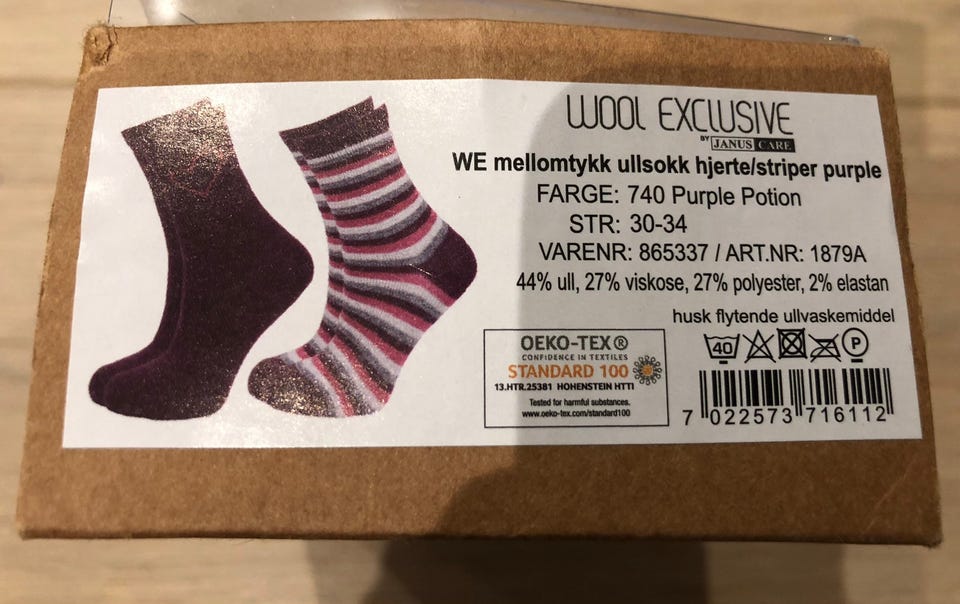 WOOL EXCLUSIVE
BY JANUS CARE
WE mellomtykk ullsokk hjerte/striper purple
FARGE: 740 Purple Potion
STR: 30-34
VARENR: 865337 / ART.NR: 1879A
44% ull, 27% viskose, 27% polyester, 2% elastan
husk flytende ullvaskemiddel
OEKO-TEX®
CONFIDENCE IN TEXTILES
STANDARD 100
13.HTR.25381 HOHENSTEIN HTTI
Tested for harmful substances.
www.oeko-tex.com/standard100
40 P
7 022573 716112